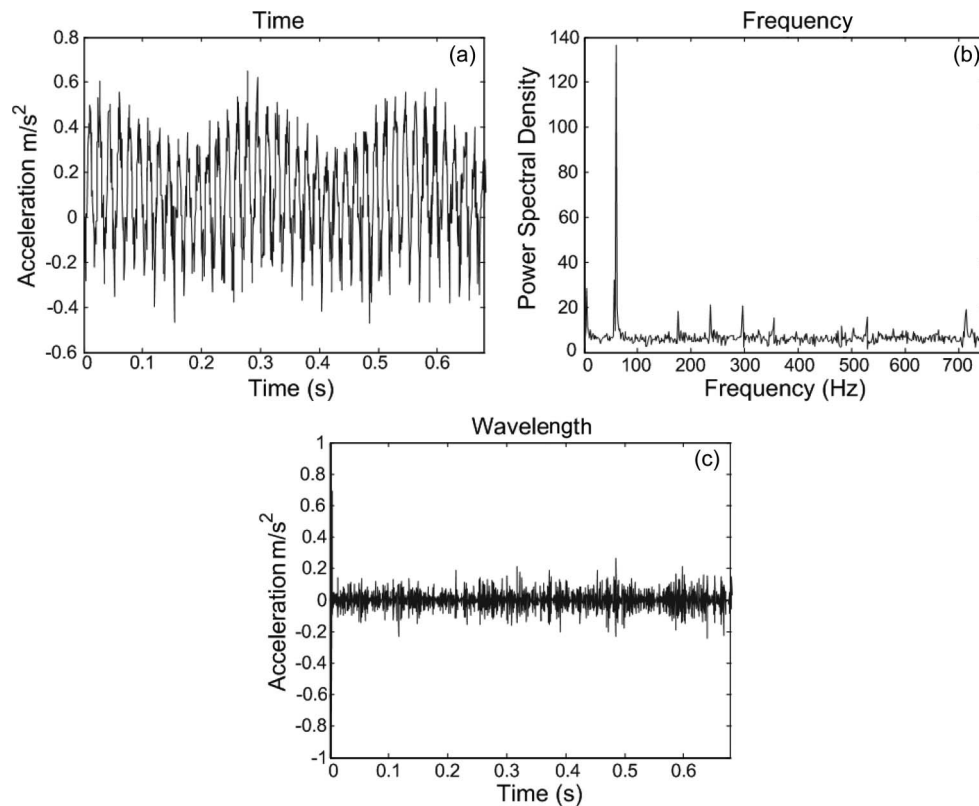 Time
(a)
0.8
0.6
0.4
0.2
0
-0.2
-0.4
-0.6
0 0.1 0.2 0.3 0.4 0.5 0.6
Acceleration m/s²
Time (s)
Frequency
(b)
140
120
100
80
60
40
20
0
0 100 200 300 400 500 600 700
Power Spectral Density
Frequency (Hz)
Wavelength
(c)
1
0.8
0.6
0.4
0.2
0
-0.2
-0.4
-0.6
-0.8
-1
0 0.1 0.2 0.3 0.4 0.5 0.6
Acceleration m/s²
Time (s)